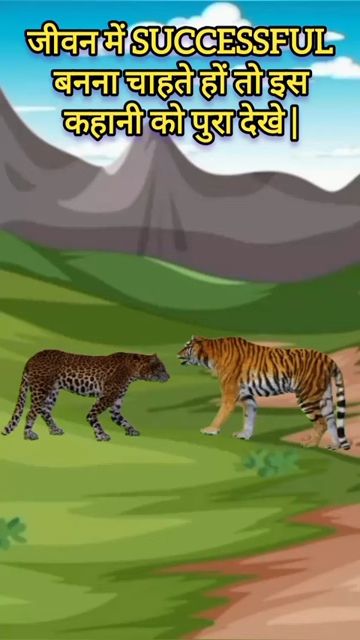 जीवन में SUCCESSFUL
बनना चाहते हों तो इस
कहानी को पुरा देखे |